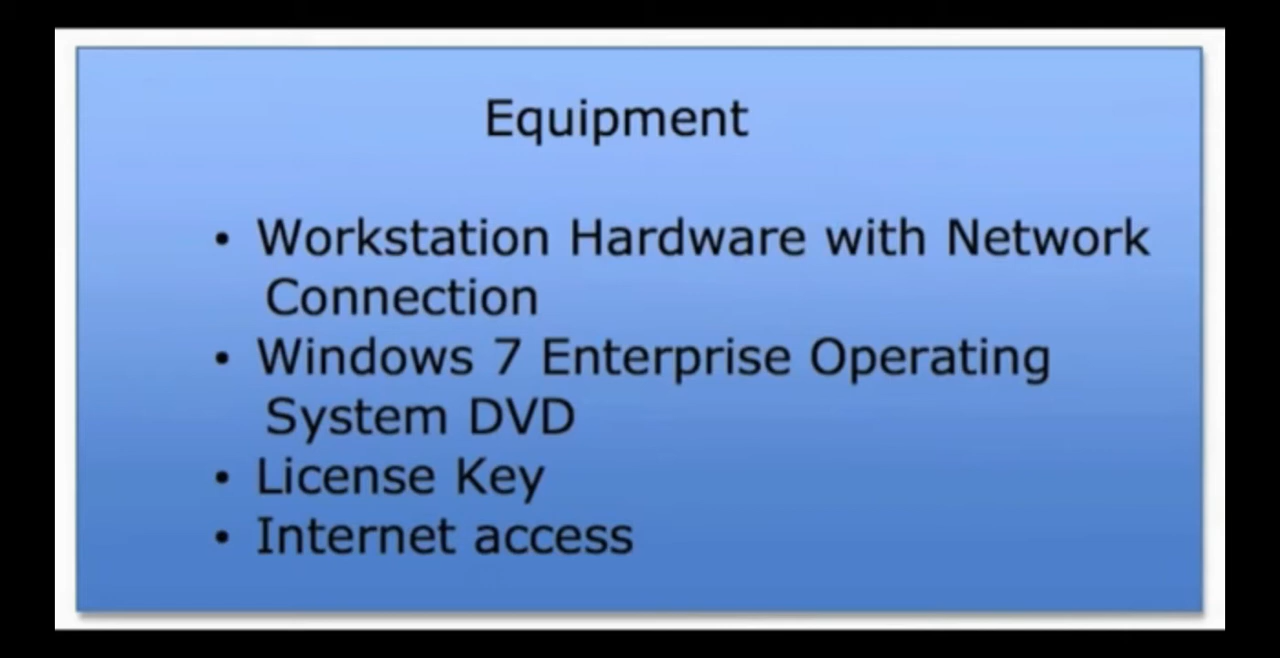 Equipment
• Workstation Hardware with Network
Connection
• Windows 7 Enterprise Operating
System DVD
• License Key
• Internet access